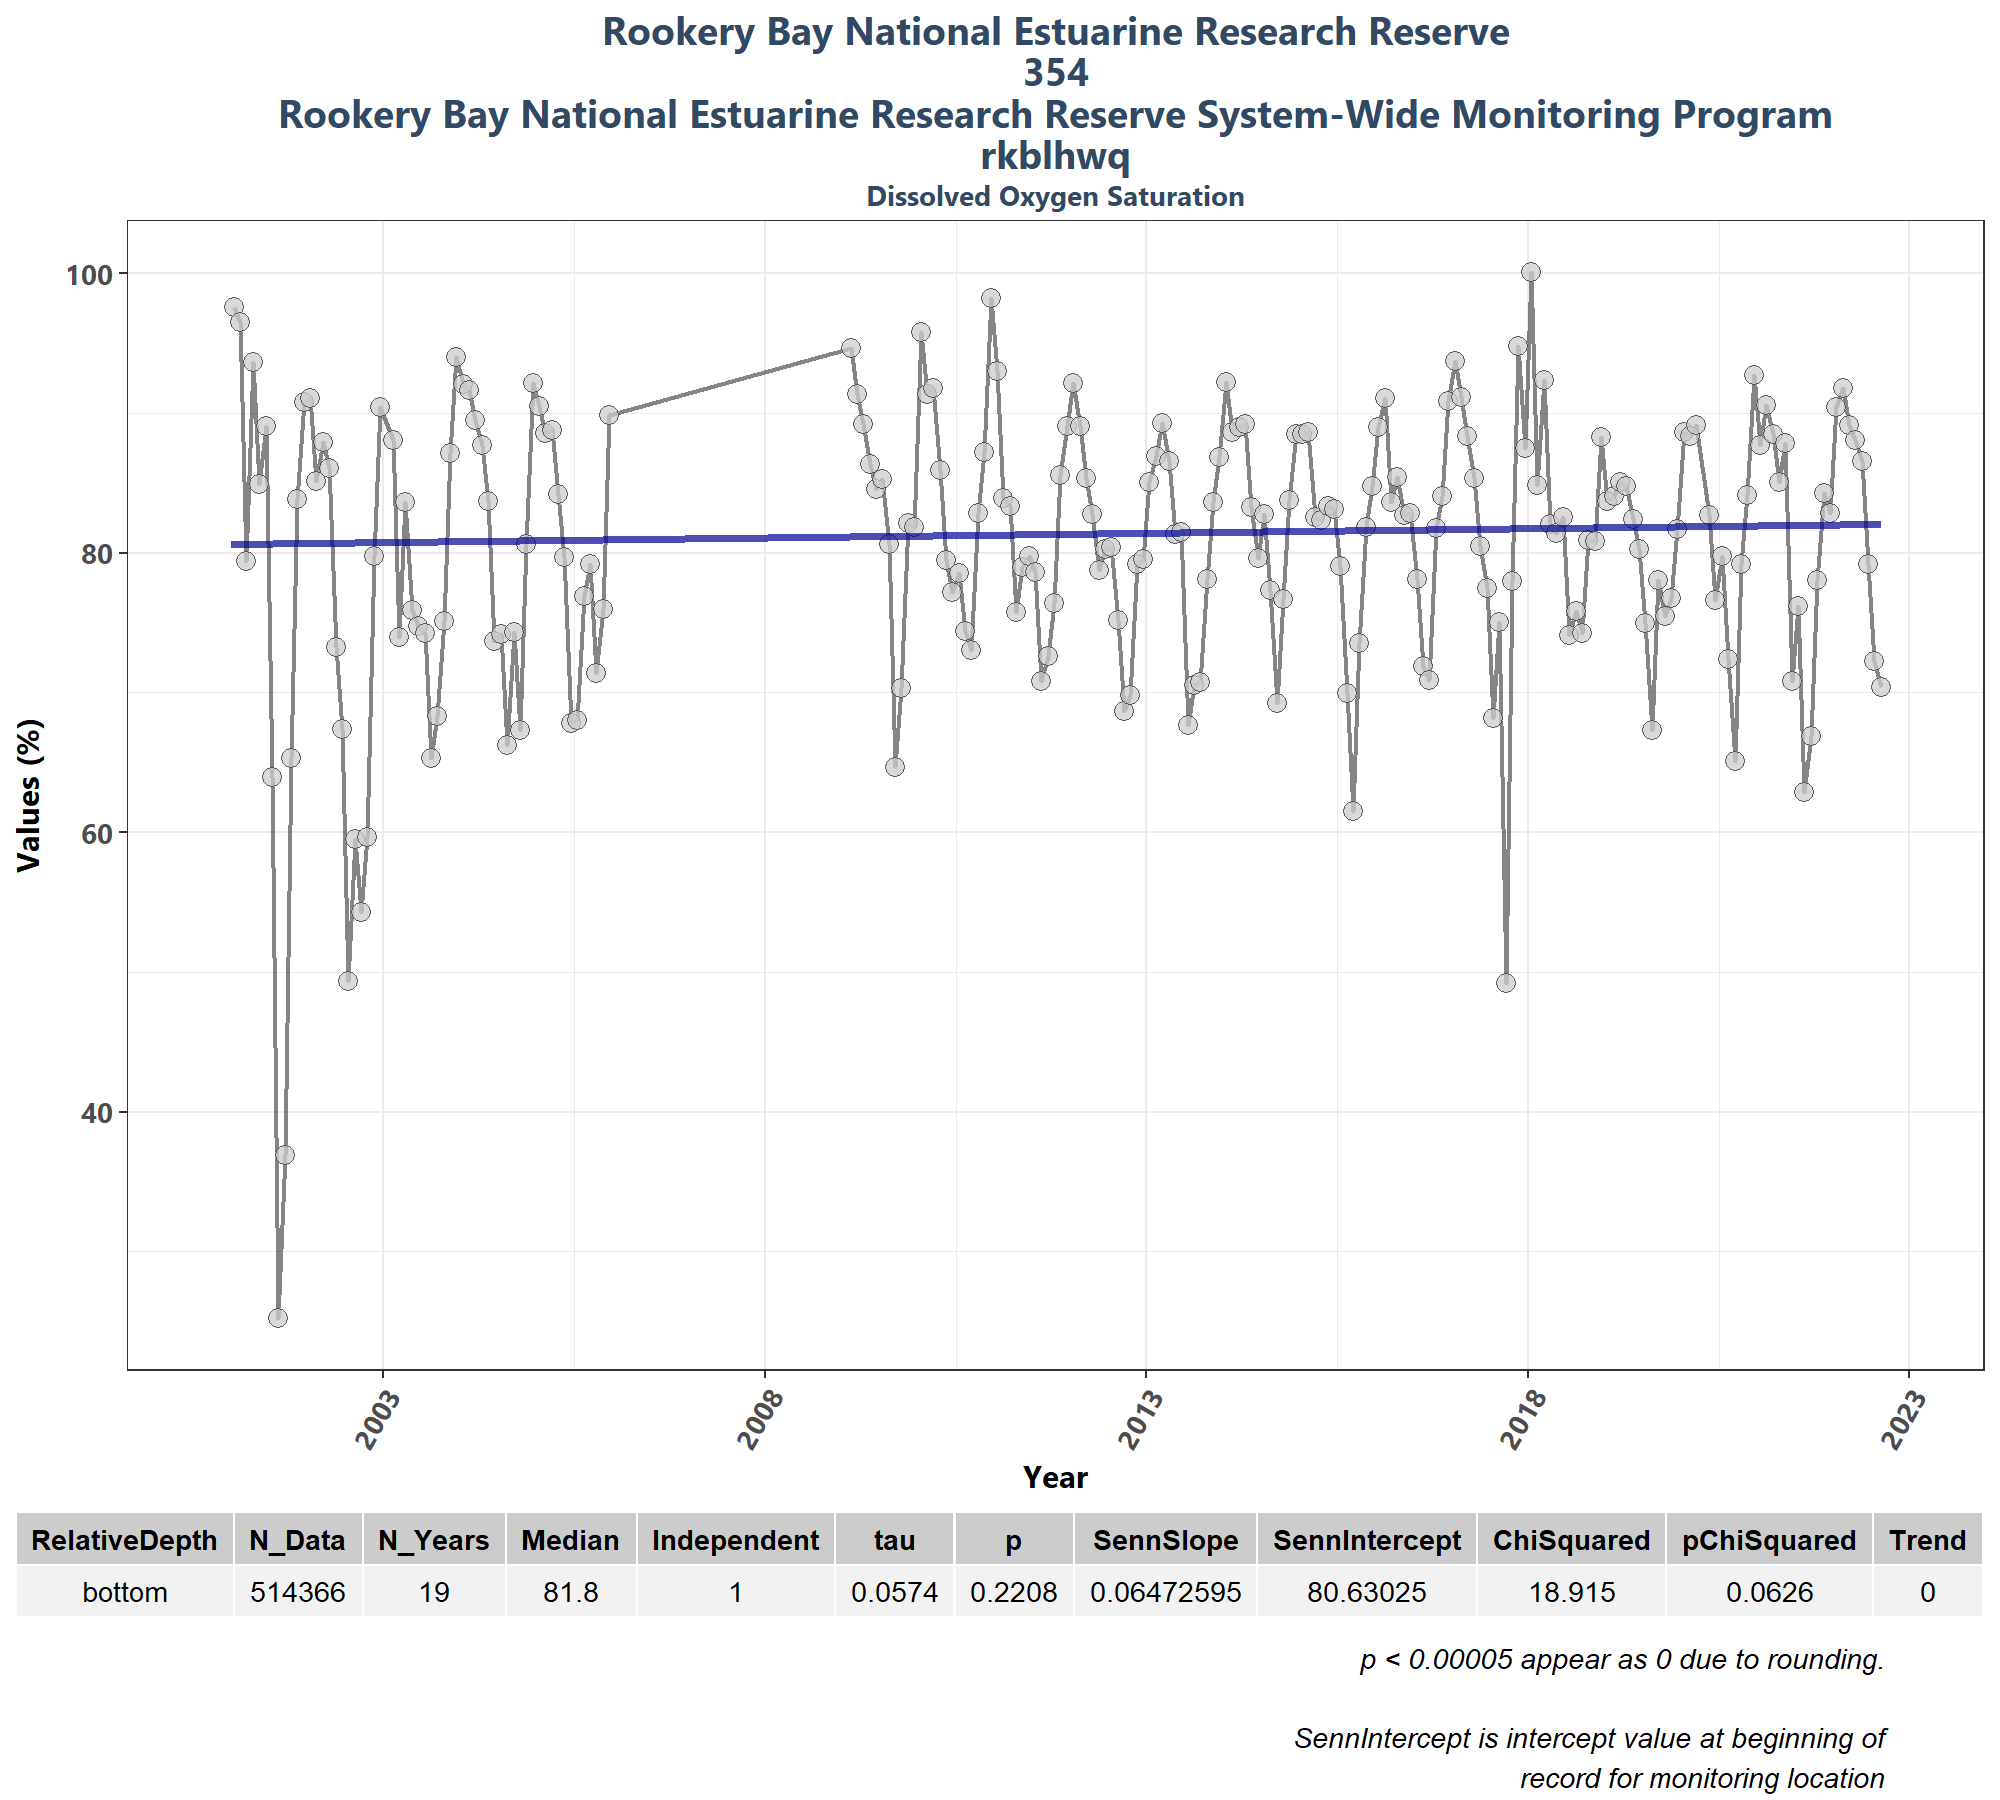 Rookery Bay National Estuarine Research Reserve
354
Rookery Bay National Estuarine Research Reserve System-Wide Monitoring Program
rkblhwq
Dissolved Oxygen Saturation
100
80
60
40
Values (%)
2003 2008 2013 2018 2023
Year
RelativeDepth N_Data N_Years Median Independent tau p SennSlope SennIntercept ChiSquared pChiSquared Trend
bottom 514366 19 81.8 1 0.0574 0.2208 0.06472595 80.63025 18.915 0.0626 0
p < 0.00005 appear as 0 due to rounding.
SennIntercept is intercept value at beginning of
record for monitoring location